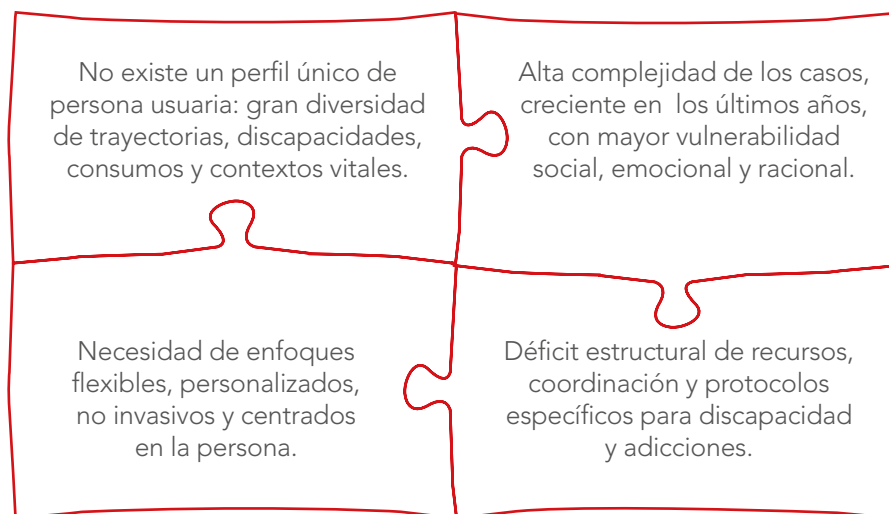 No existe un perfil único de
persona usuaria: gran diversidad
de trayectorias, discapacidades,
consumos y contextos vitales.
Alta complejidad de los casos,
creciente en  los últimos años,
con mayor vulnerabilidad
social, emocional y racional.
Necesidad de enfoques
flexibles, personalizados,
no invasivos y centrados
en la persona.
Déficit estructural de recursos,
coordinación y protocolos
específicos para discapacidad
y adicciones.